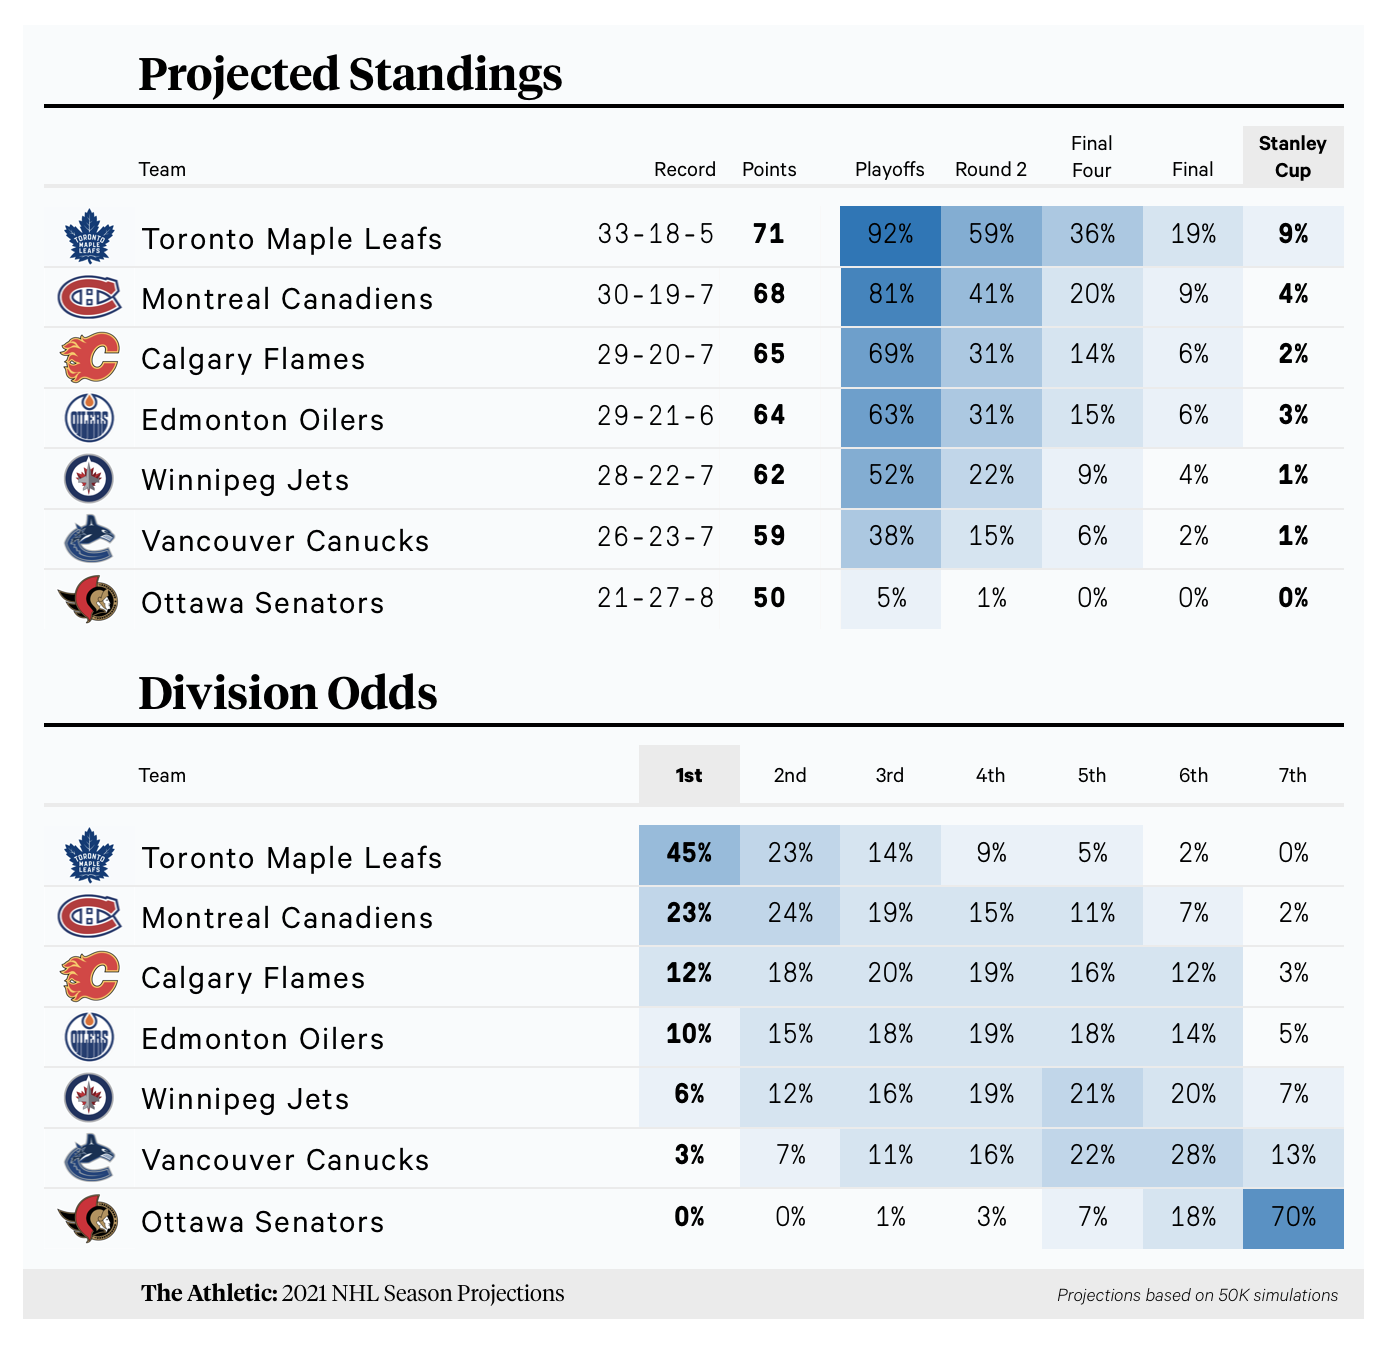 Projected Standings
Team Record Points Playoffs Round 2 Final Four Final Stanley Cup
TORONTO MAPLE LEAFS Toronto Maple Leafs 33-18-5 71 92% 59% 36% 19% 9%
Montreal Canadiens 30-19-7 68 81% 41% 20% 9% 4%
Calgary Flames 29-20-7 65 69% 31% 14% 6% 2%
OILERS Edmonton Oilers 29-21-6 64 63% 31% 15% 6% 3%
Winnipeg Jets 28-22-7 62 52% 22% 9% 4% 1%
Vancouver Canucks 26-23-7 59 38% 15% 6% 2% 1%
Ottawa Senators 21-27-8 50 5% 1% 0% 0% 0%
Division Odds
Team 1st 2nd 3rd 4th 5th 6th 7th
TORONTO MAPLE LEAFS Toronto Maple Leafs 45% 23% 14% 9% 5% 2% 0%
Montreal Canadiens 23% 24% 19% 15% 11% 7% 2%
Calgary Flames 12% 18% 20% 19% 16% 12% 3%
OILERS Edmonton Oilers 10% 15% 18% 19% 18% 14% 5%
Winnipeg Jets 6% 12% 16% 19% 21% 20% 7%
Vancouver Canucks 3% 7% 11% 16% 22% 28% 13%
Ottawa Senators 0% 0% 1% 3% 7% 18% 70%
The Athletic: 2021 NHL Season Projections Projections based on 50K simulations